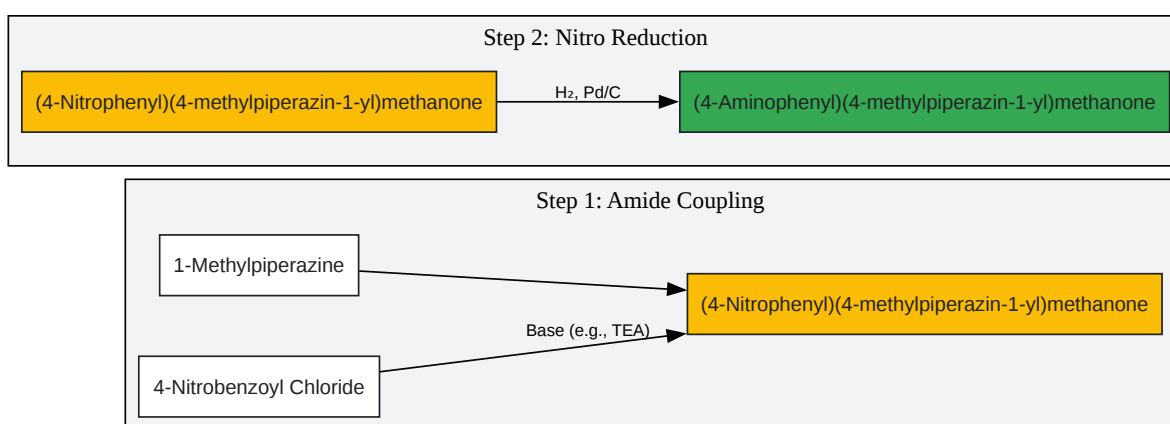 Step 2: Nitro Reduction
(4-Nitrophenyl)(4-methylpiperazin-1-yl)methanone
H₂, Pd/C
(4-Aminophenyl)(4-methylpiperazin-1-yl)methanone
Step 1: Amide Coupling
1-Methylpiperazine
(4-Nitrophenyl)(4-methylpiperazin-1-yl)methanone
Base (e.g., TEA)
4-Nitrobenzoyl Chloride